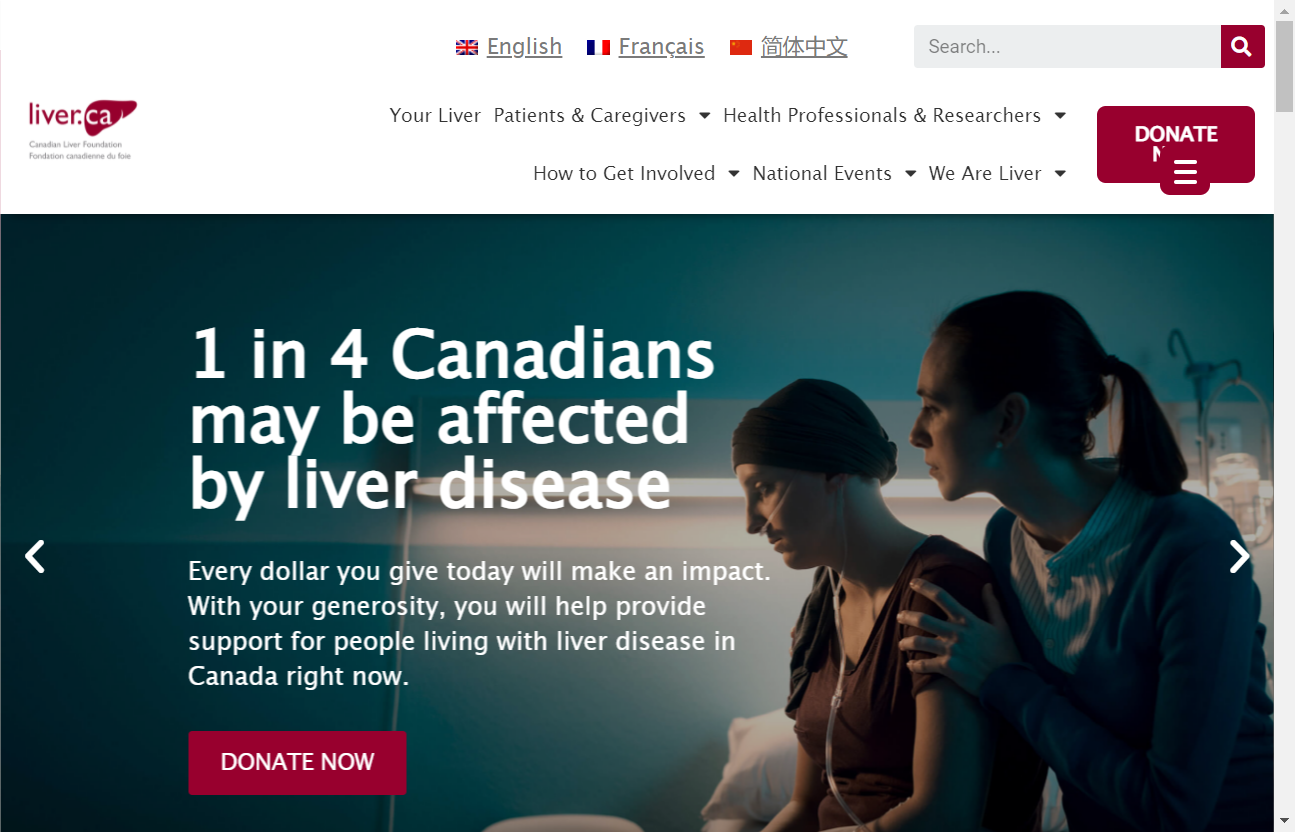 English Français 简体中文
Search...
liver.ca
Canadian Liver Foundation
Fondation canadienne du foie
Your Liver Patients & Caregivers Health Professionals & Researchers
How to Get Involved National Events We Are Liver
DONATE
1 in 4 Canadians
may be affected
by liver disease
Every dollar you give today will make an impact.
With your generosity, you will help provide
support for people living with liver disease in
Canada right now.
DONATE NOW